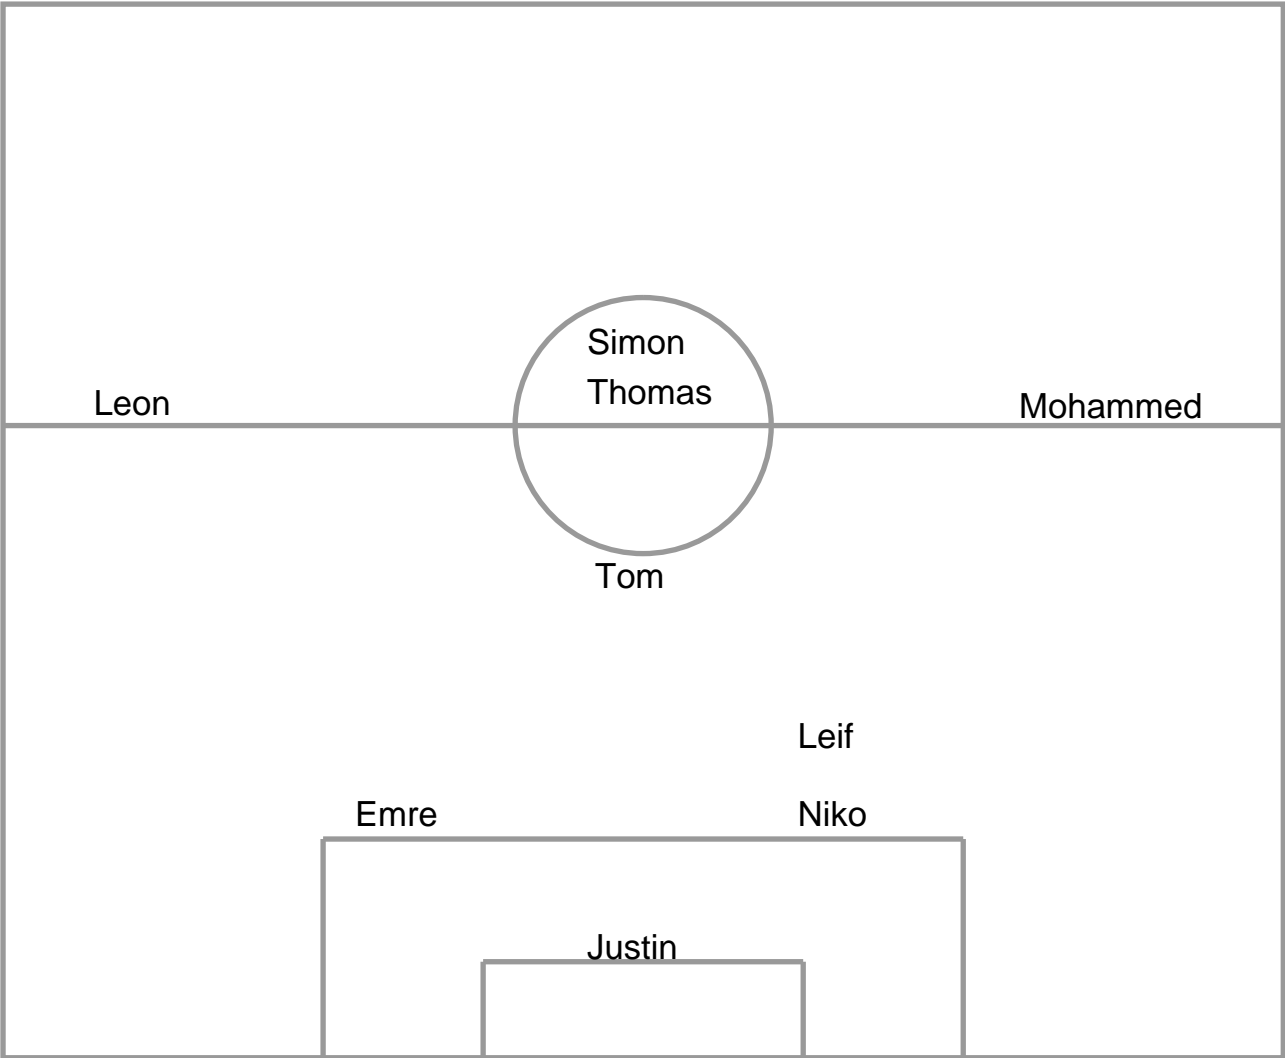 Simon
Thomas
Leon
Mohammed
Tom
Leif
Emre
Niko
Justin